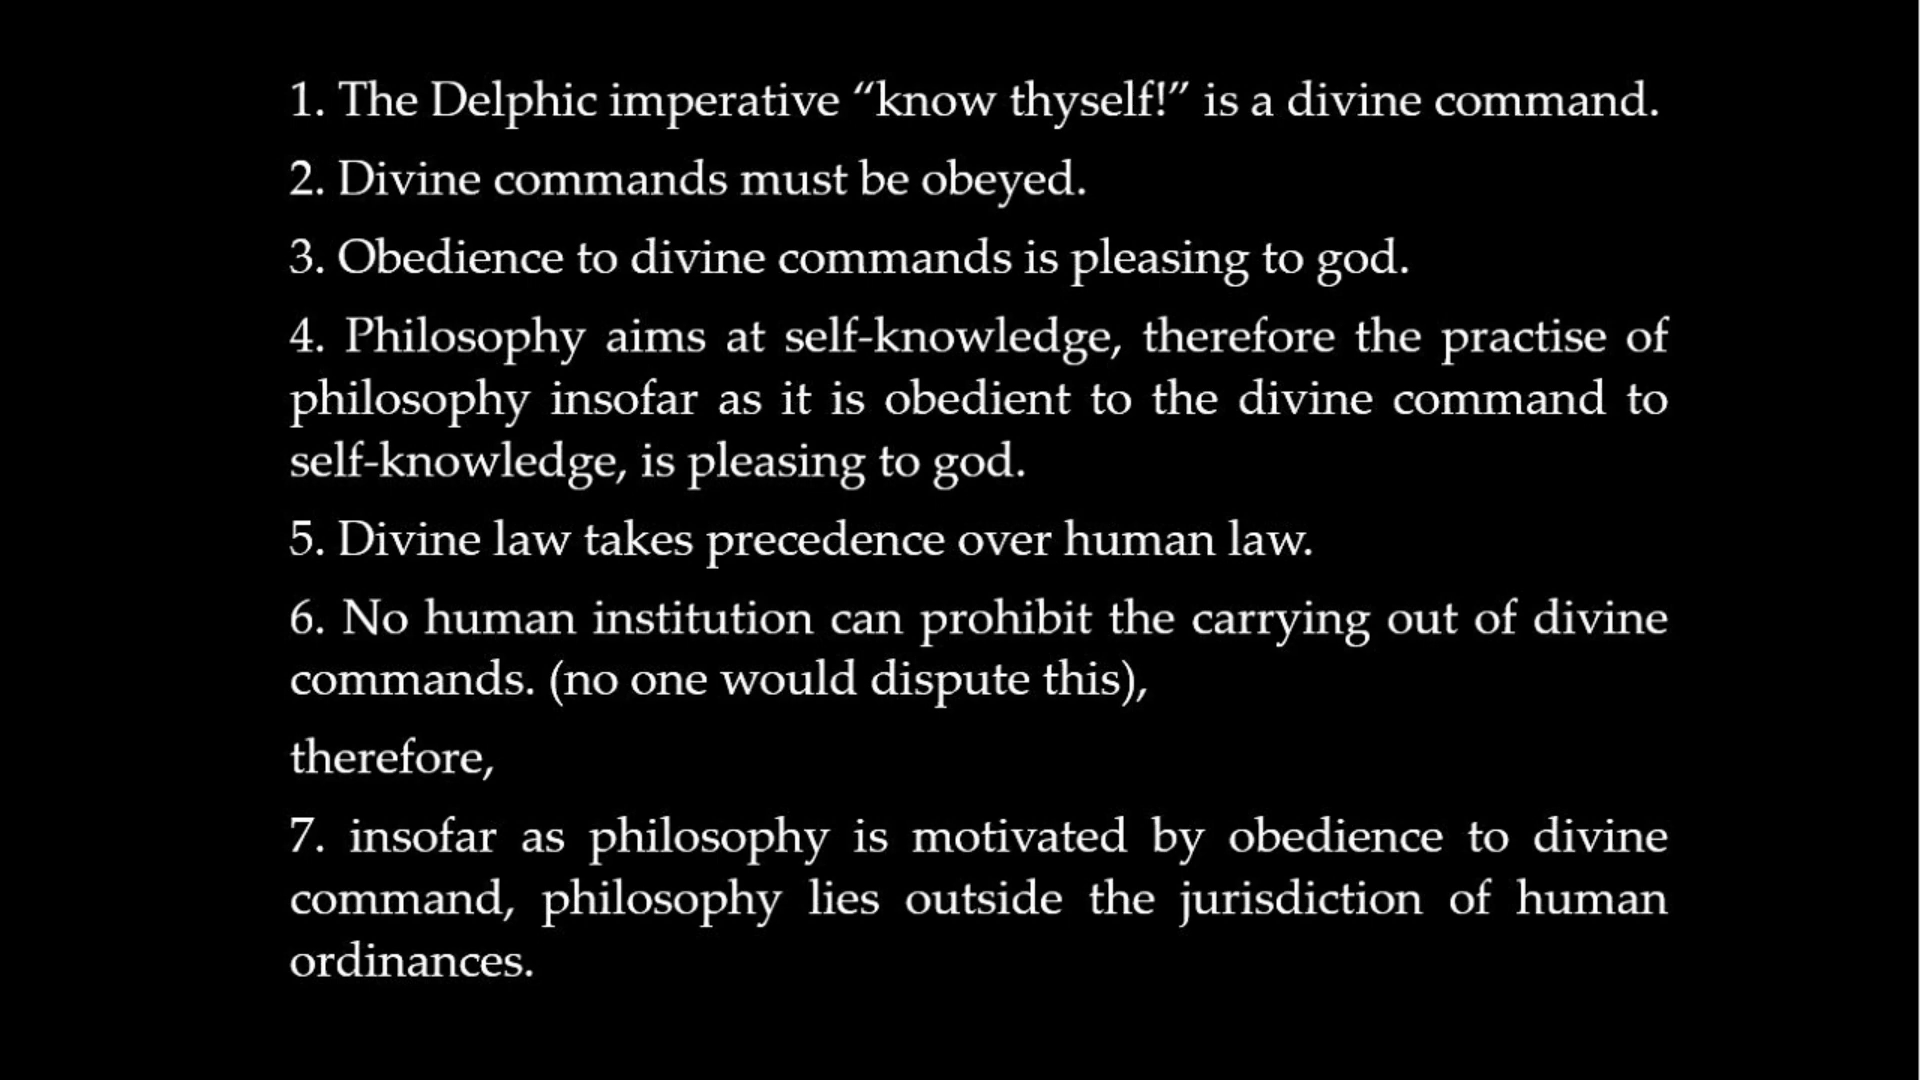 1. The Delphic imperative “know thyself!” is a divine command.
2. Divine commands must be obeyed.
3. Obedience to divine commands is pleasing to god.
4. Philosophy aims at self-knowledge, therefore the practise of
philosophy insofar as it is obedient to the divine command to
self-knowledge, is pleasing to god.
5. Divine law takes precedence over human law.
6. No human institution can prohibit the carrying out of divine
commands. (no one would dispute this),
therefore,
7. insofar as philosophy is motivated by obedience to divine
command, philosophy lies outside the jurisdiction of human
ordinances.